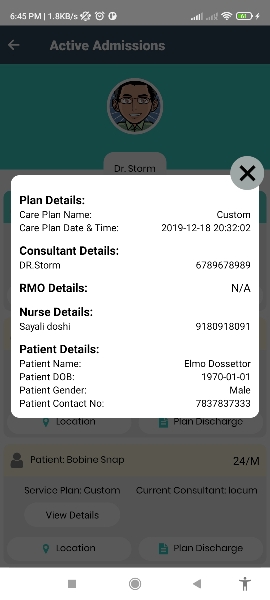 6:45 PM | 1.8KB/s
61
Active Admissions
Dr. Storm
Plan Details:
Care Plan Name: Custom
Care Plan Date & Time: 2019-12-18 20:32:02
Consultant Details:
DR.Storm 6789678989
RMO Details: N/A
Nurse Details:
Sayali doshi 9180918091
Patient Details:
Patient Name: Elmo Dossettor
Patient DOB: 1970-01-01
Patient Gender: Male
Patient Contact No: 7837837333
Location Plan Discharge
Patient: Bobine Snap 24/M
Service Plan: Custom Current Consultant: locum
View Details
Location Plan Discharge